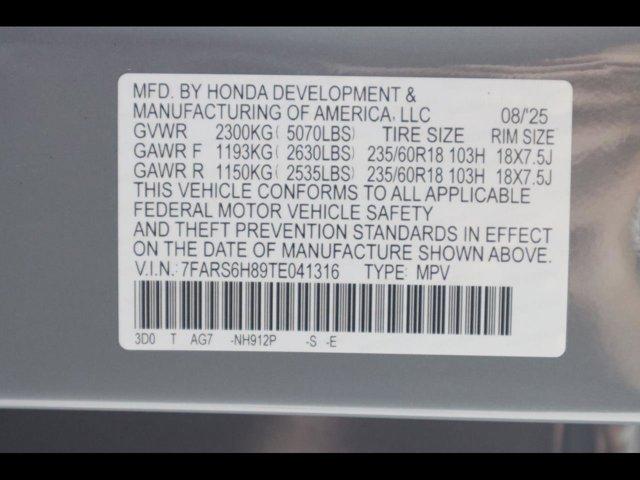 MFD. BY HONDA DEVELOPMENT &
MANUFACTURING OF AMERICA, LLC 08/'25
GVWR 2300KG( 5070LBS) TIRE SIZE RIM SIZE
GAWR F 1193KG( 2630LBS) 235/60R18 103H 18X7.5J
GAWR R 1150KG( 2535LBS) 235/60R18 103H 18X7.5J
THIS VEHICLE CONFORMS TO ALL APPLICABLE
FEDERAL MOTOR VEHICLE SAFETY
AND THEFT PREVENTION STANDARDS IN EFFECT
ON THE DATE OF MANUFACTURE SHOWN ABOVE.
V.I.N.: 7FARS6H89TE041316 TYPE: MPV
3D0 T AG7 -NH912P -S -E